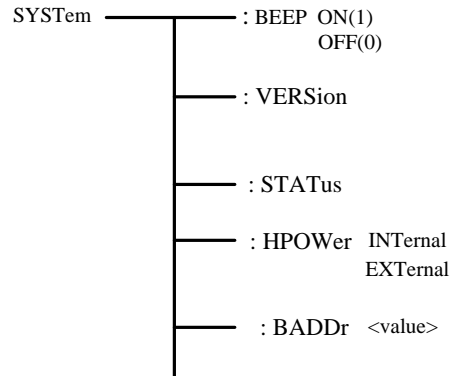 SYSTem : BEEP ON(1)
OFF(0)
: VERSion
: STATus
: HPOWer INTernal
EXTernal
: BADDr <value>